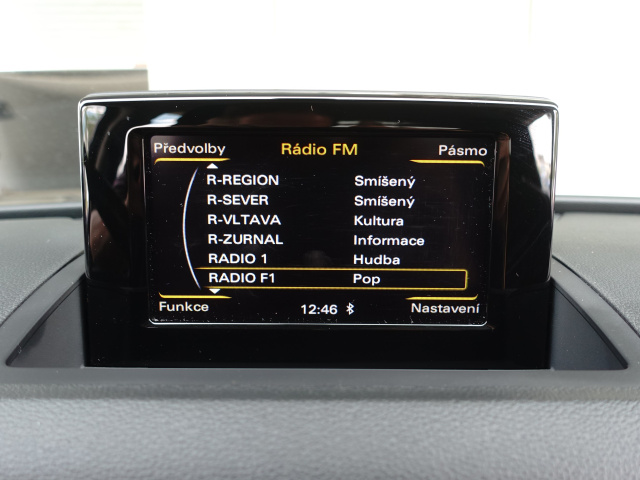 Předvolby Rádio FM Pásmo
R-REGION Smíšený
R-SEVER Smíšený
R-VLTAVA Kultura
R-ZURNAL Informace
RADIO 1 Hudba
RADIO F1 Pop
Funkce 12:46 Nastavení